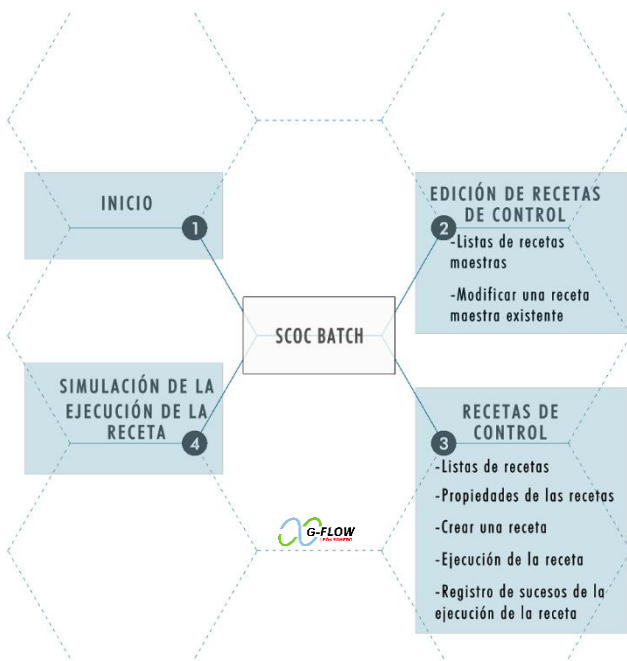 INICIO
1
EDICIÓN DE RECETAS
DE CONTROL
2
-Listas de recetas
maestras
-Modificar una receta
maestra existente
SCOC BATCH
SIMULACIÓN DE LA
EJECUCIÓN DE LA
RECETA
4
RECETAS DE
CONTROL
3
-Listas de recetas
-Propiedades de las recetas
-Crear una receta
-Ejecución de la receta
-Registro de sucesos de la
ejecución de la receta
G-FLOW
LEÓN ROMERO